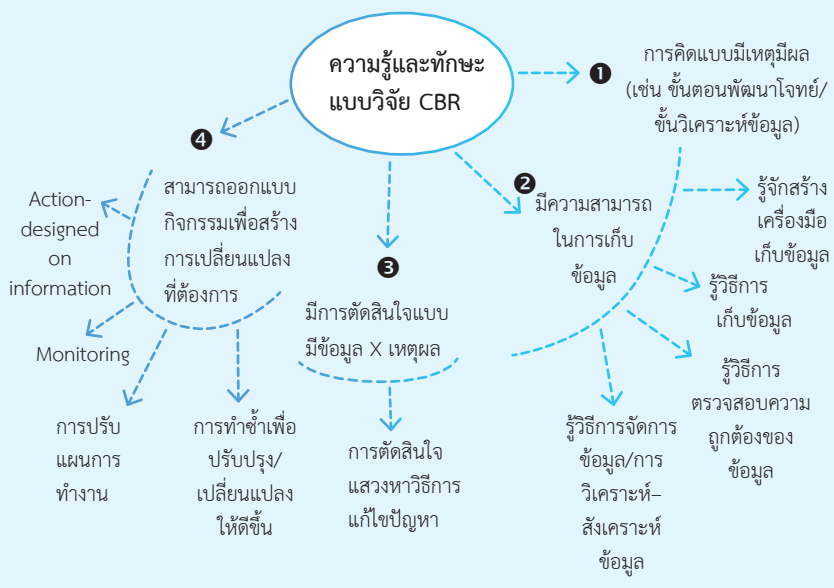 ความรู้และทักษะ
แบบวิจัย CBR
❶
การคิดแบบมีเหตุมีผล
(เช่น ขั้นตอนพัฒนาโจทย์/
ขั้นวิเคราะห์ข้อมูล)
❷
มีความสามารถ
ในการเก็บ
ข้อมูล
รู้จักสร้าง
เครื่องมือ
เก็บข้อมูล
รู้วิธีการ
เก็บข้อมูล
รู้วิธีการ
ตรวจสอบความ
ถูกต้องของ
ข้อมูล
รู้วิธีการจัดการ
ข้อมูล/การ
วิเคราะห์–
สังเคราะห์
ข้อมูล
❸
มีการตัดสินใจแบบ
มีข้อมูล X เหตุผล
การตัดสินใจ
แสวงหาวิธีการ
แก้ไขปัญหา
❹
สามารถออกแบบ
กิจกรรมเพื่อสร้าง
การเปลี่ยนแปลง
ที่ต้องการ
Action-
designed
on
information
Monitoring
การปรับ
แผนการ
ทำงาน
การทำซ้ำเพื่อ
ปรับปรุง/
เปลี่ยนแปลง
ให้ดีขึ้น